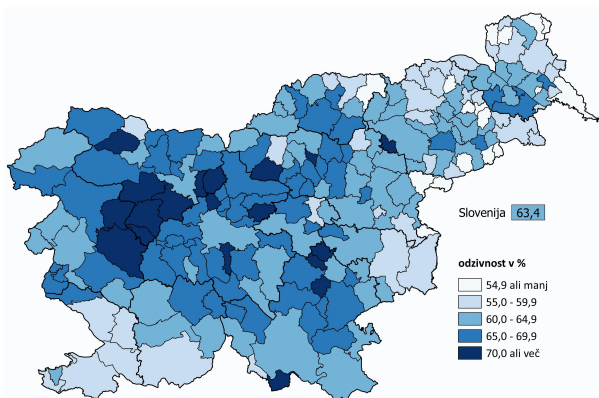 Slovenija 63,4
odzivnost v %
54,9 ali manj
55,0 - 59,9
60,0 - 64,9
65,0 - 69,9
70,0 ali več